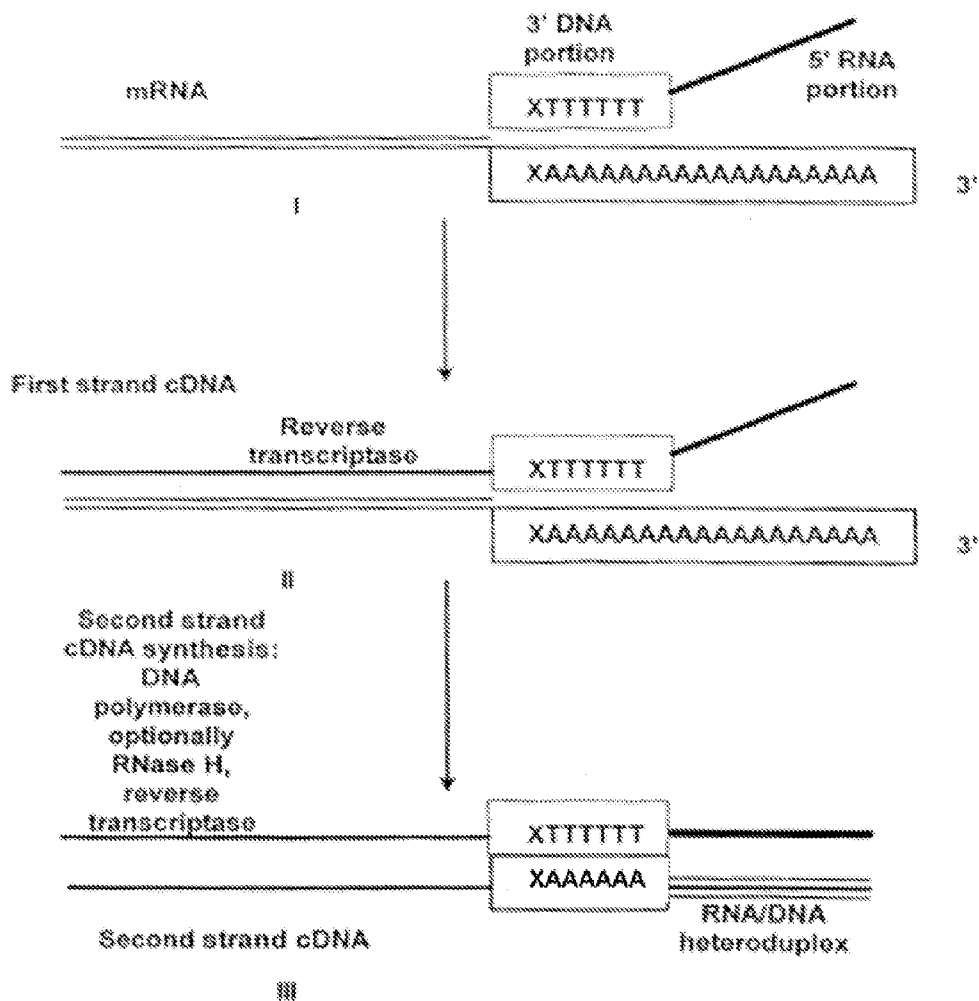 3' DNA
portion
5' RNA
portion
mRNA
XTTTTTT
XAAAAAAAAAAAAAAAAAA
3'
I
First strand cDNA
Reverse
transcriptase
XTTTTTT
XAAAAAAAAAAAAAAAAAA
3'
II
Second strand
cDNA synthesis:
DNA
polymerase,
optionally
RNase H,
reverse
transcriptase
XTTTTTT
XAAAAAA
RNA/DNA
heteroduplex
Second strand cDNA
III